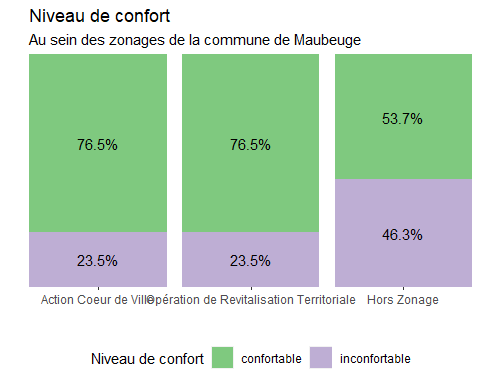 Niveau de confort
Au sein des zonages de la commune de Maubeuge
76.5% 76.5% 53.7%
23.5% 23.5% 46.3%
Action Coeur de Ville Opération de Revitalisation Territoriale Hors Zonage
Niveau de confort confortable inconfortable